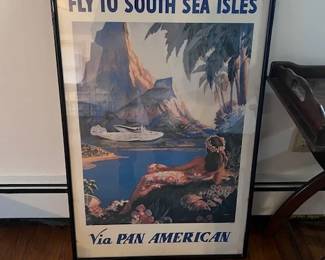 FLY TO SOUTH SEA ISLES
Via PAN AMERICAN